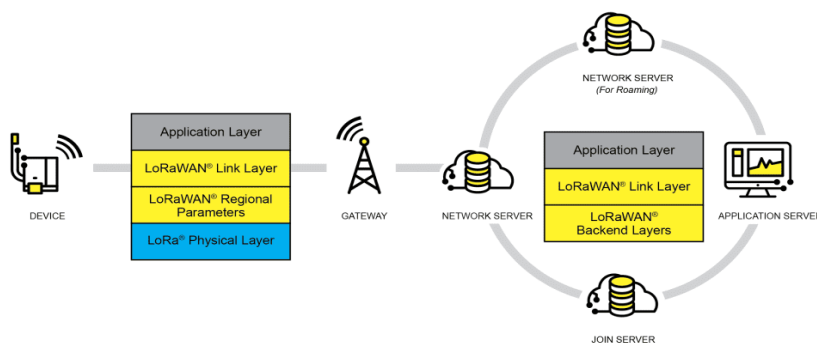 DEVICE
Application Layer
LoRaWAN® Link Layer
LoRaWAN® Regional
Parameters
LoRa® Physical Layer
GATEWAY
NETWORK SERVER
NETWORK SERVER
(For Roaming)
Application Layer
LoRaWAN® Link Layer
LoRaWAN®
Backend Layers
APPLICATION SERVER
JOIN SERVER